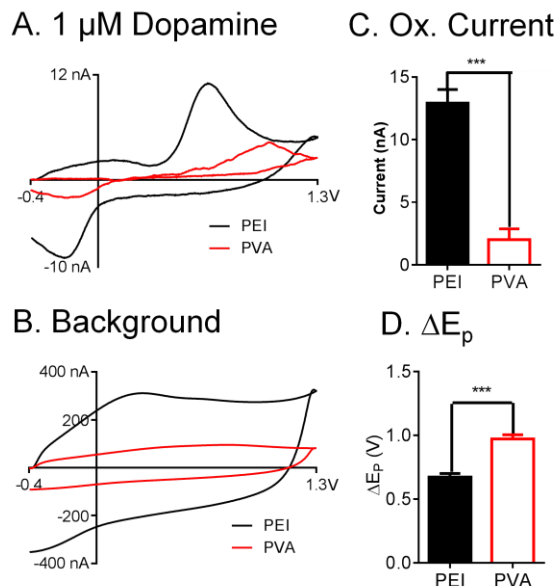 A. 1 µM Dopamine
12 nA
-0.4
1.3V
PEI
PVA
-10 nA
B. Background
400 nA
200
-0.4
1.3V
-200
PEI
PVA
-400 nA
C. Ox. Current
***
15
10
5
0
Current (nA)
PEI
PVA
D. ΔEp
***
1.5
1.0
0.5
0.0
ΔEP (V)
PEI
PVA